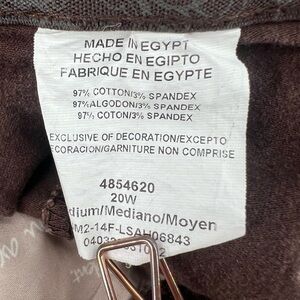 MADE IN EGYPT
HECHO EN EGIPTO
FABRIQUE EN EGYPTE
97% COTTON/3% SPANDEX
97%ALGODON/3% SPANDEX
97% COTON/3% SPANDEX
EXCLUSIVE OF DECORATION/EXCEPTO
ECORACION/GARNITURE NON COMPRISE
4854620
20W
dium/Mediano/Moyen
M2-14F-LSAH06843